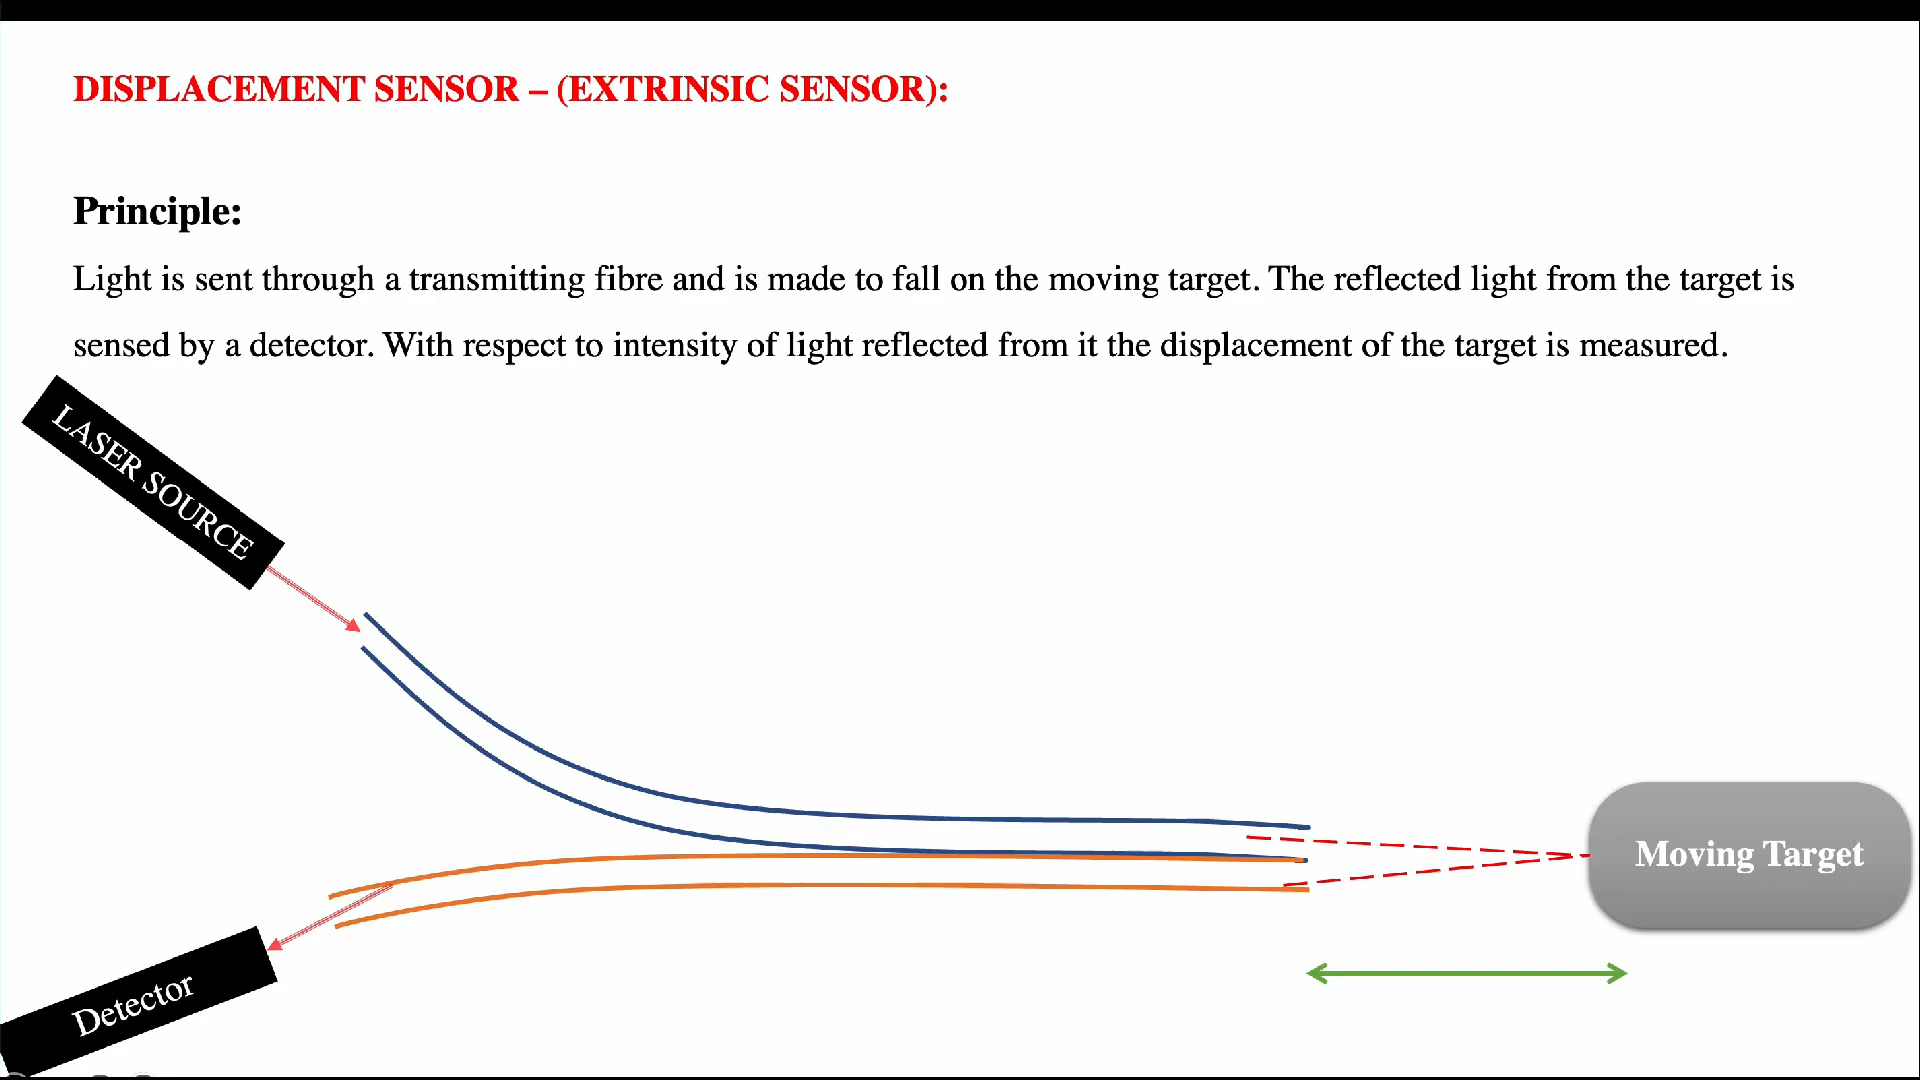 DISPLACEMENT SENSOR – (EXTRINSIC SENSOR):
Principle:
Light is sent through a transmitting fibre and is made to fall on the moving target. The reflected light from the target is
sensed by a detector. With respect to intensity of light reflected from it the displacement of the target is measured.
LASER SOURCE
Moving Target
Detector